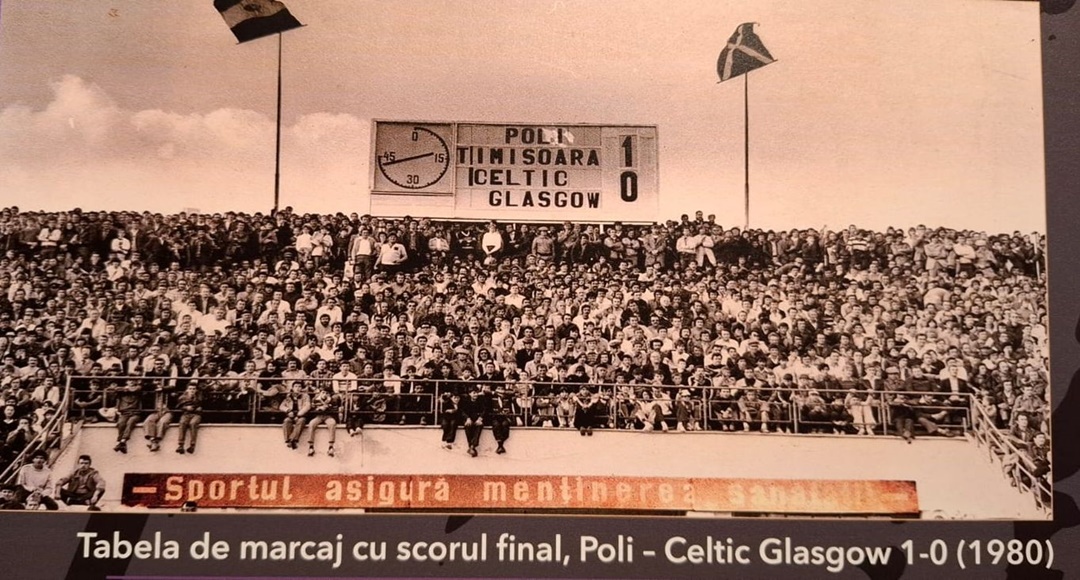 0
45 15
30
POLI
TIMISOARA 1
CELTIC 0
GLASGOW
- Sportul asigură menținerea
Tabela de marcaj cu scorul final, Poli - Celtic Glasgow 1-0 (1980)